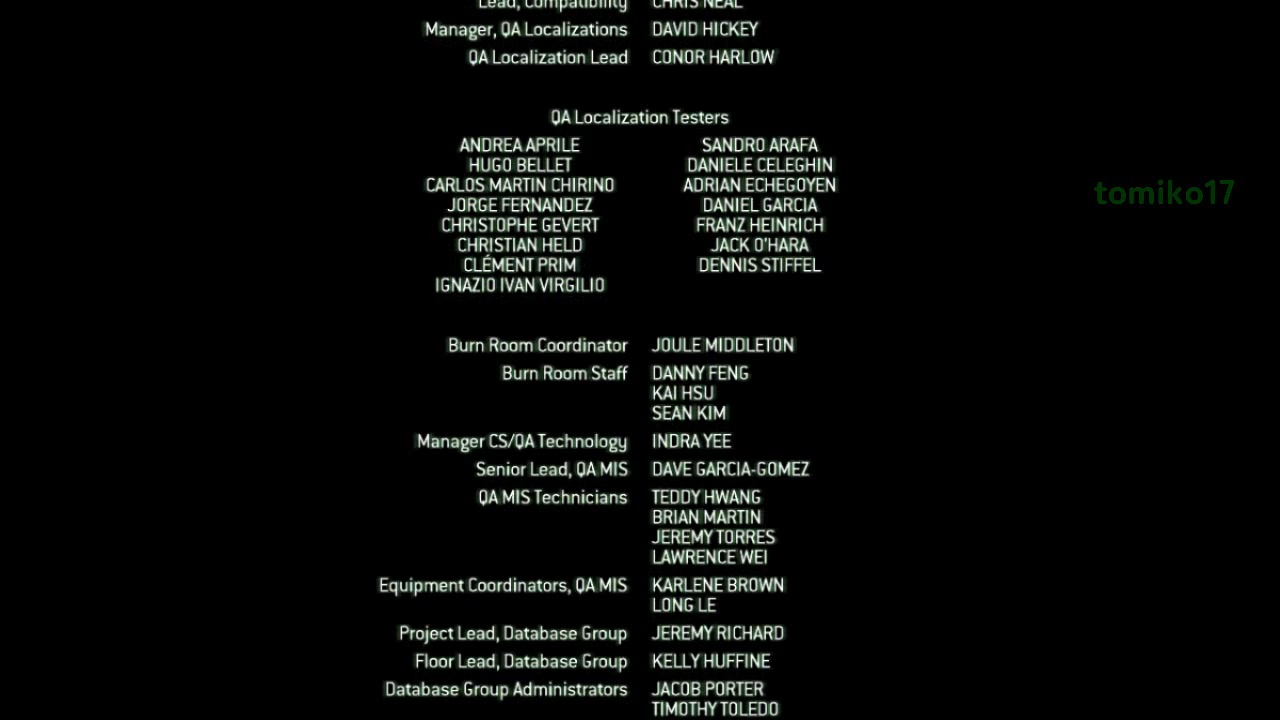 Lead, Compatibility CHRIS NEAL
Manager, QA Localizations DAVID HICKEY
QA Localization Lead CONOR HARLOW
QA Localization Testers
ANDREA APRILE SANDRO ARAFA
HUGO BELLET DANIELE CELEGHIN
CARLOS MARTIN CHIRINO ADRIAN ECHEGOYEN
JORGE FERNANDEZ DANIEL GARCIA
CHRISTOPHE GEVERT FRANZ HEINRICH
CHRISTIAN HELD JACK O'HARA
CLÉMENT PRIM DENNIS STIFFEL
IGNAZIO IVAN VIRGILIO
tomiko17
Burn Room Coordinator JOULE MIDDLETON
Burn Room Staff DANNY FENG
KAI HSU
SEAN KIM
Manager CS/QA Technology INDRA YEE
Senior Lead, QA MIS DAVE GARCIA-GOMEZ
QA MIS Technicians TEDDY HWANG
BRIAN MARTIN
JEREMY TORRES
LAWRENCE WEI
Equipment Coordinators, QA MIS KARLENE BROWN
LONG LE
Project Lead, Database Group JEREMY RICHARD
Floor Lead, Database Group KELLY HUFFINE
Database Group Administrators JACOB PORTER
TIMOTHY TOLEDO